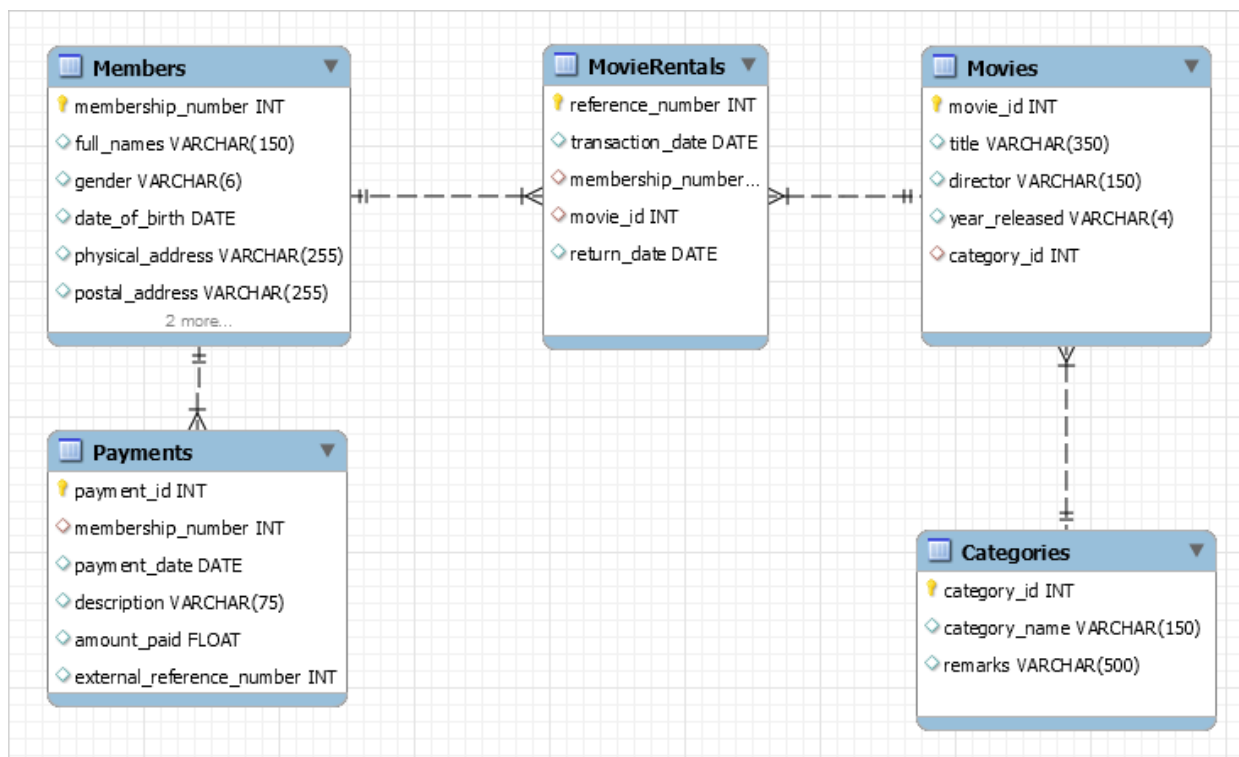 Members
membership_number INT
full_names VARCHAR(150)
gender VARCHAR(6)
date_of_birth DATE
physical_address VARCHAR(255)
postal_address VARCHAR(255)
2 more...
MovieRentals
reference_number INT
transaction_date DATE
membership_number...
movie_id INT
return_date DATE
Movies
movie_id INT
title VARCHAR(350)
director VARCHAR(150)
year_released VARCHAR(4)
category_id INT
Payments
payment_id INT
membership_number INT
payment_date DATE
description VARCHAR(75)
amount_paid FLOAT
external_reference_number INT
Categories
category_id INT
category_name VARCHAR(150)
remarks VARCHAR(500)